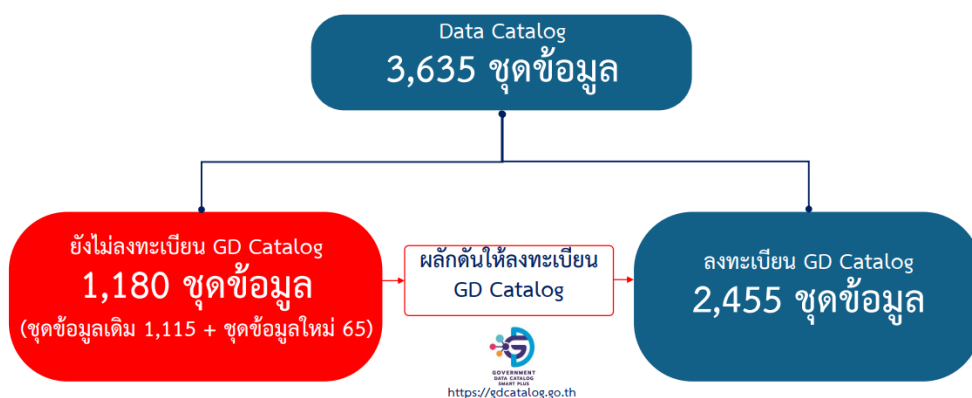 Data Catalog
3,635 ชุดข้อมูล
ยังไม่ลงทะเบียน GD Catalog
1,180 ชุดข้อมูล
(ชุดข้อมูลเดิม 1,115 + ชุดข้อมูลใหม่ 65)
ผลักดันให้ลงทะเบียน
GD Catalog
ลงทะเบียน GD Catalog
2,455 ชุดข้อมูล
GOVERNMENT
DATA CATALOG
SMART PLUS
https://gdcatalog.go.th